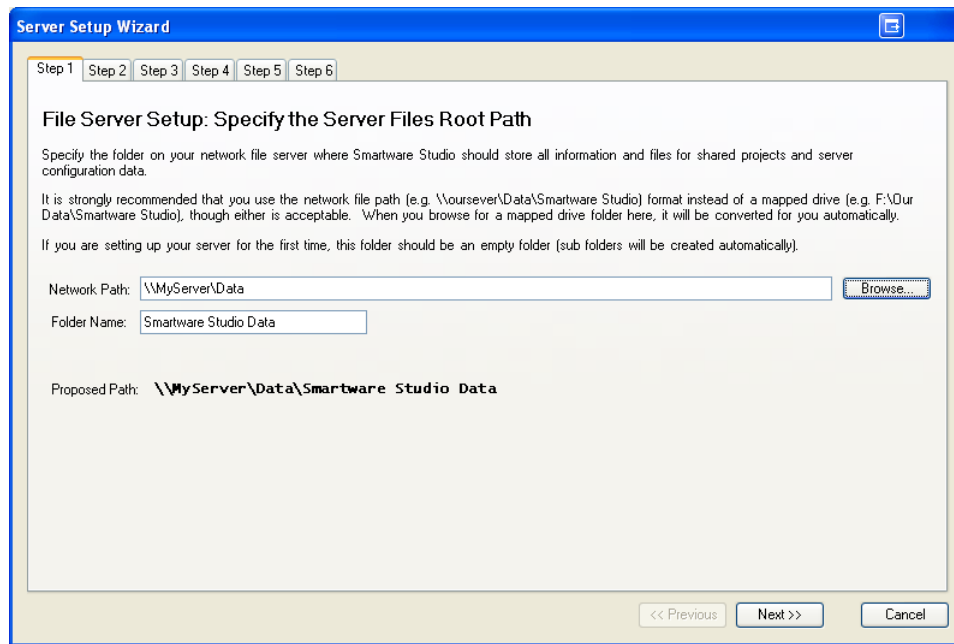 Server Setup Wizard
Step 1 Step 2 Step 3 Step 4 Step 5 Step 6
File Server Setup: Specify the Server Files Root Path
Specify the folder on your network file server where Smartware Studio should store all information and files for shared projects and server
configuration data.
It is strongly recommended that you use the network file path (e.g. \\oursever\Data\Smartware Studio) format instead of a mapped drive (e.g. F:\Our
Data\Smartware Studio), though either is acceptable. When you browse for a mapped drive folder here, it will be converted for you automatically.
If you are setting up your server for the first time, this folder should be an empty folder (sub folders will be created automatically).
Network Path: \\MyServer\Data Browse...
Folder Name: Smartware Studio Data
Proposed Path: \\MyServer\Data\Smartware Studio Data
<< Previous Next >> Cancel